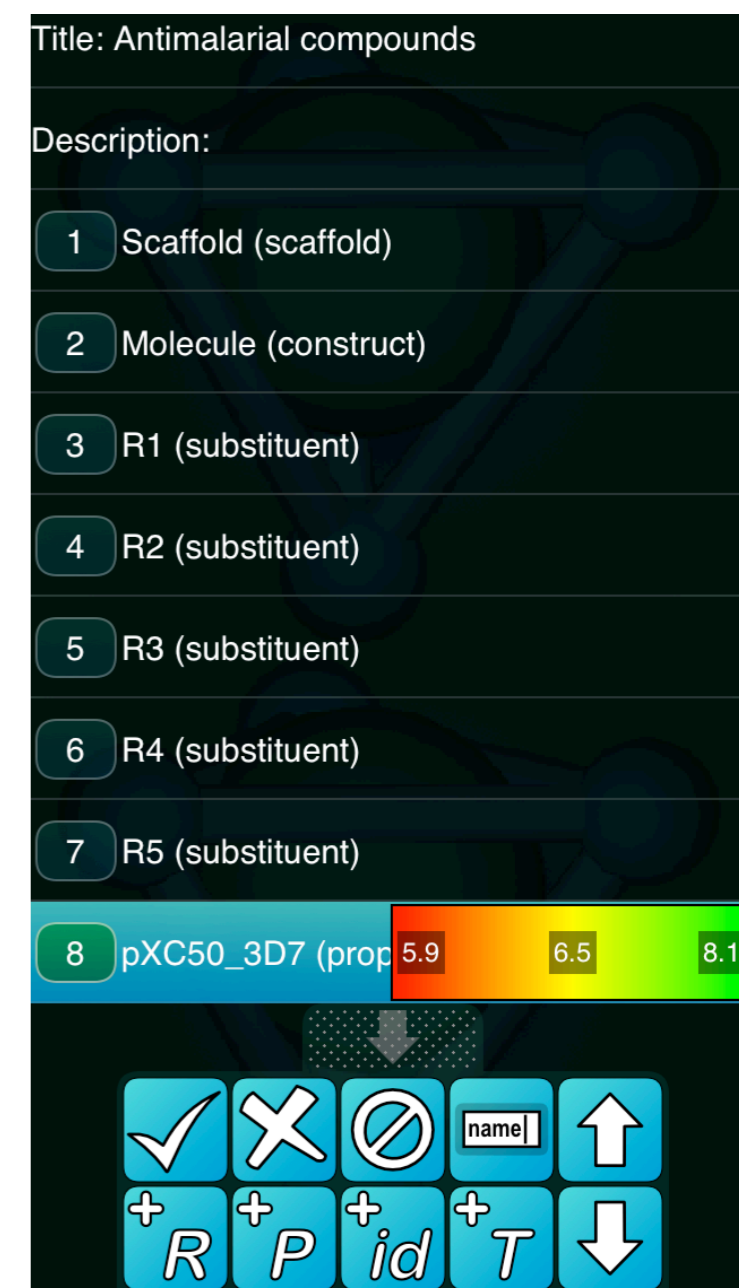 Title: Antimalarial compounds
Description:
1 Scaffold (scaffold)
2 Molecule (construct)
3 R1 (substituent)
4 R2 (substituent)
5 R3 (substituent)
6 R4 (substituent)
7 R5 (substituent)
8 pXC50_3D7 (prop 5.9 6.5 8.1
name
+R +P +id +T